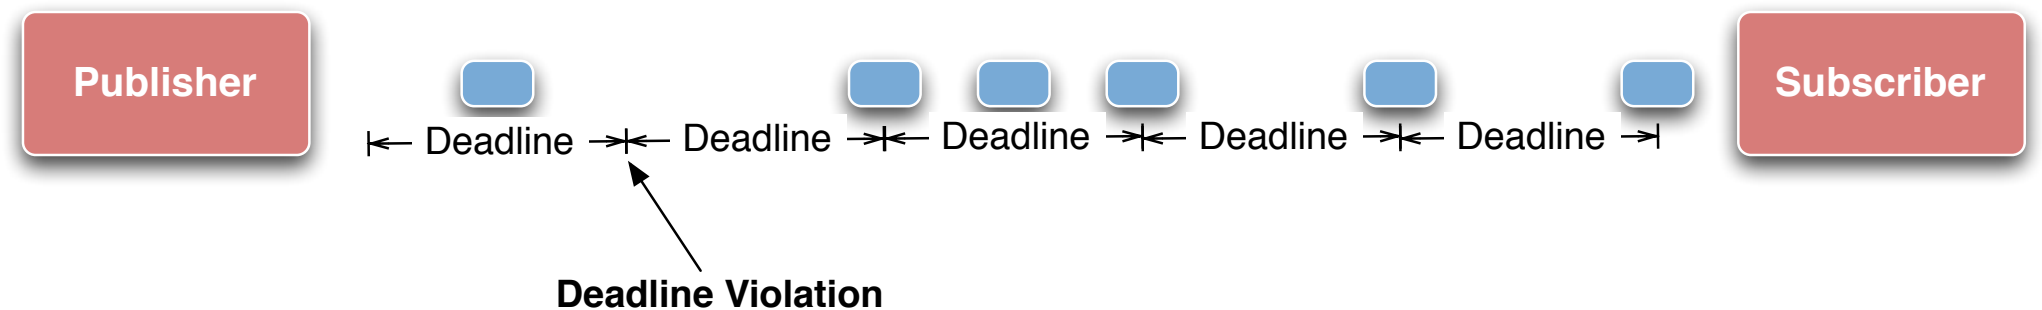 Publisher
Subscriber
Deadline
Deadline
Deadline
Deadline
Deadline
Deadline Violation